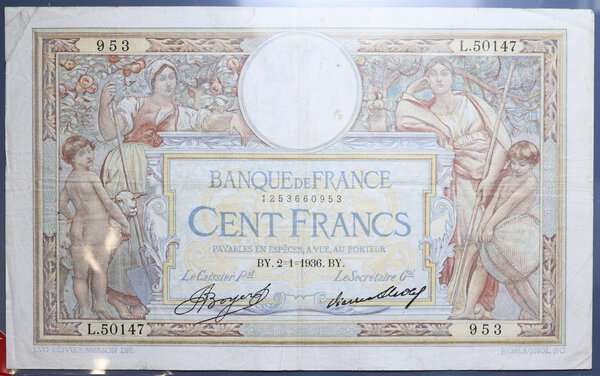 953 L.50147
BANQUE DE FRANCE
1253660953
CENT FRANCS
PAYABLES EN ESPÈCES, A VUE, AU PORTEUR
BY. 2-1-1936. BY.
Le Caissier Pal Le Secrétaire Gal
L.50147 953
LVC OLIVIER-MERSON DEL. ROMAGNOL SC